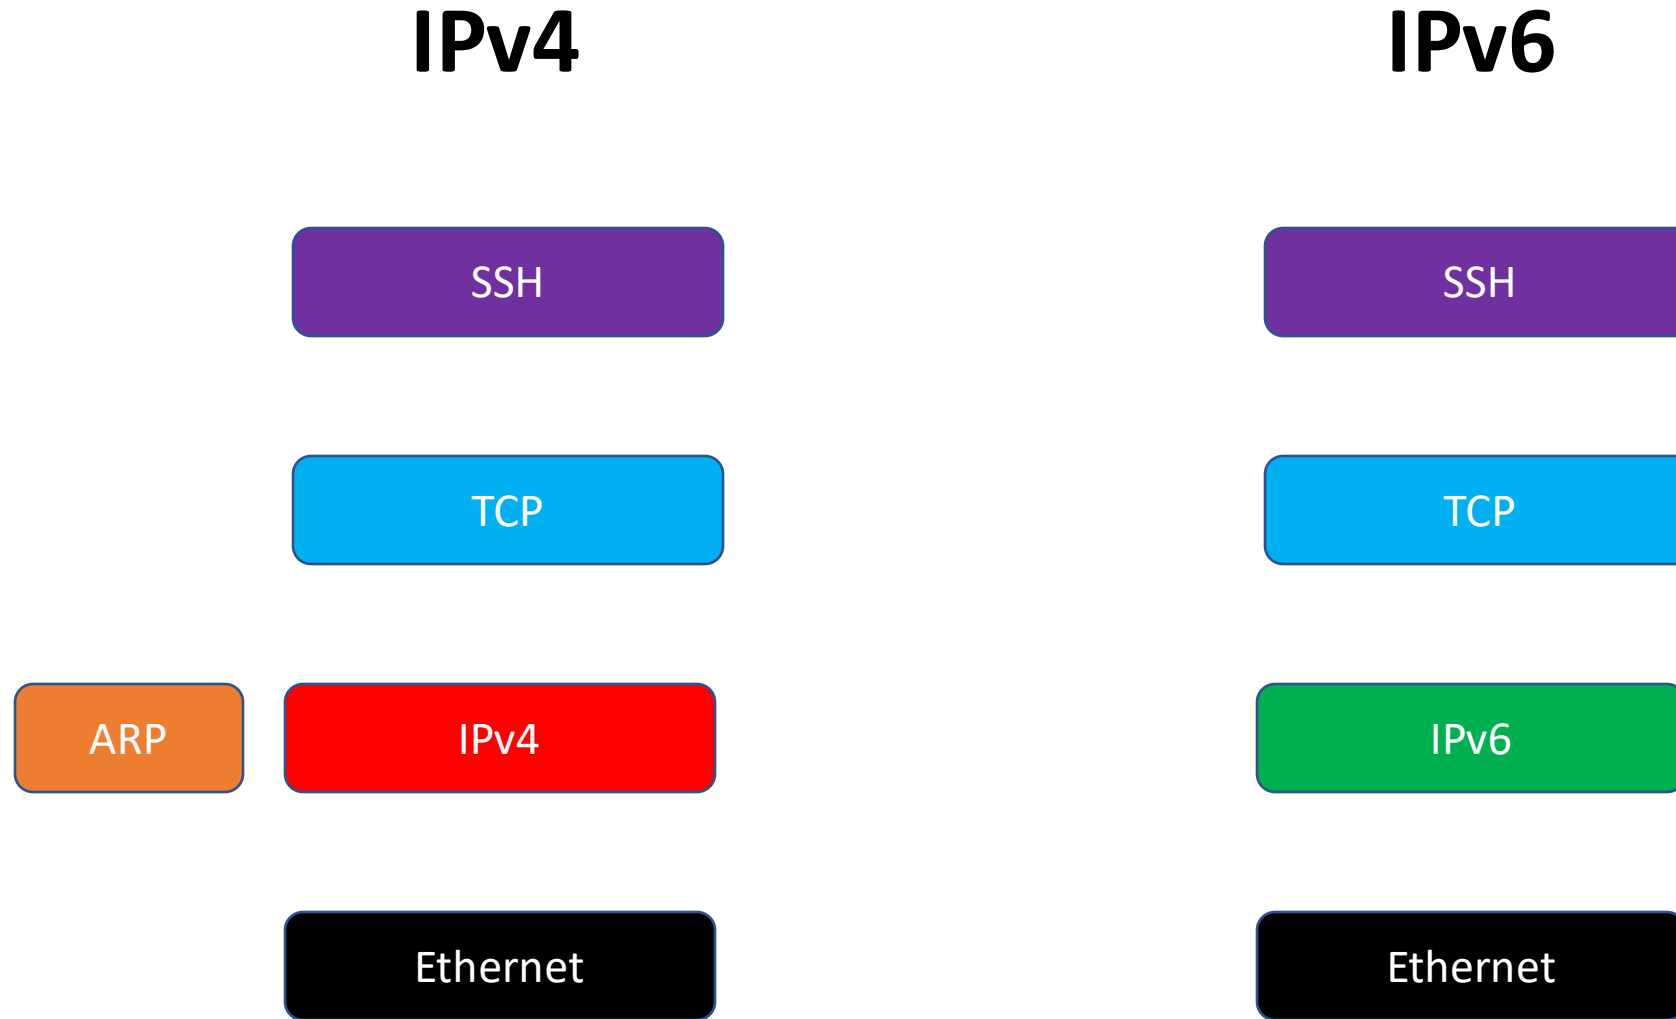 IPv4
IPv6
SSH
SSH
TCP
TCP
ARP
IPv4
IPv6
Ethernet
Ethernet